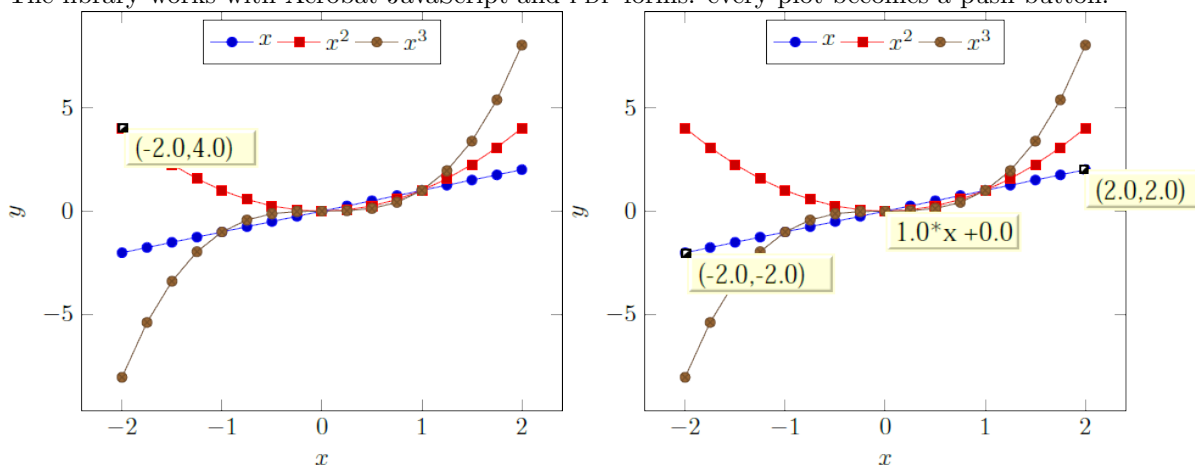 The library works with Acrobat JavaScript and PDF forms: every plot becomes a push button.
x x² x³
5
0
−5
y
(-2.0,4.0)
−2 −1 0 1 2
x
x x² x³
5
0
−5
y
(2.0,2.0)
1.0*x +0.0
(-2.0,-2.0)
−2 −1 0 1 2
x